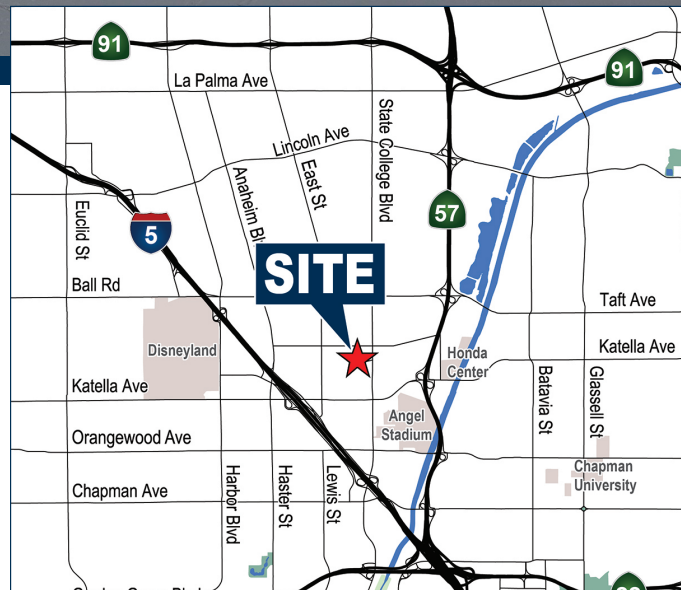 91
91
La Palma Ave
State College Blvd
Lincoln Ave
East St
Anaheim
57
Euclid St
5
SITE
Ball Rd
Taft Ave
Disneyland
Honda
Center
Katella Ave
Katella Ave
Batavia St
Glassell St
Angel
Stadium
Orangewood Ave
Chapman
University
Chapman Ave
Harbor Blvd
Haster St
Lewis St